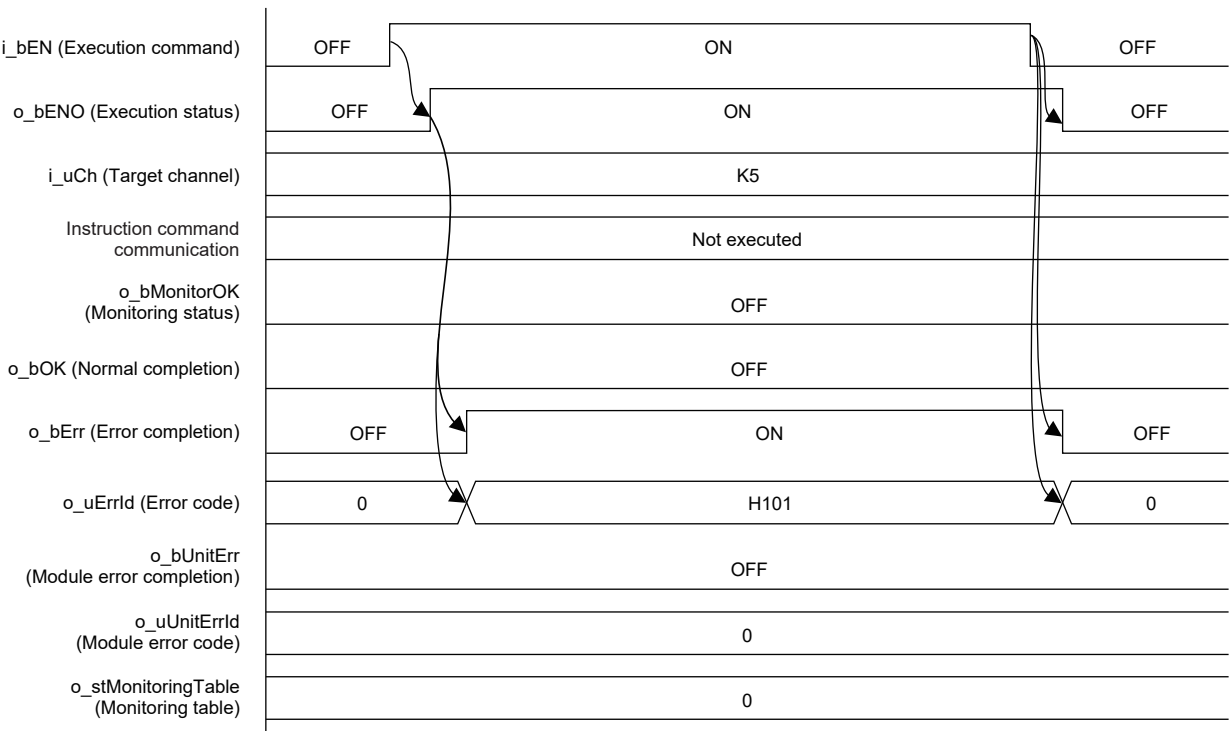 i_bEN (Execution command)
OFF
ON
OFF
o_bENO (Execution status)
OFF
ON
OFF
i_uCh (Target channel)
K5
Instruction command
communication
Not executed
o_bMonitorOK
(Monitoring status)
OFF
o_bOK (Normal completion)
OFF
o_bErr (Error completion)
OFF
ON
OFF
o_uErrId (Error code)
0
H101
0
o_bUnitErr
(Module error completion)
OFF
o_uUnitErrId
(Module error code)
0
o_stMonitoringTable
(Monitoring table)
0